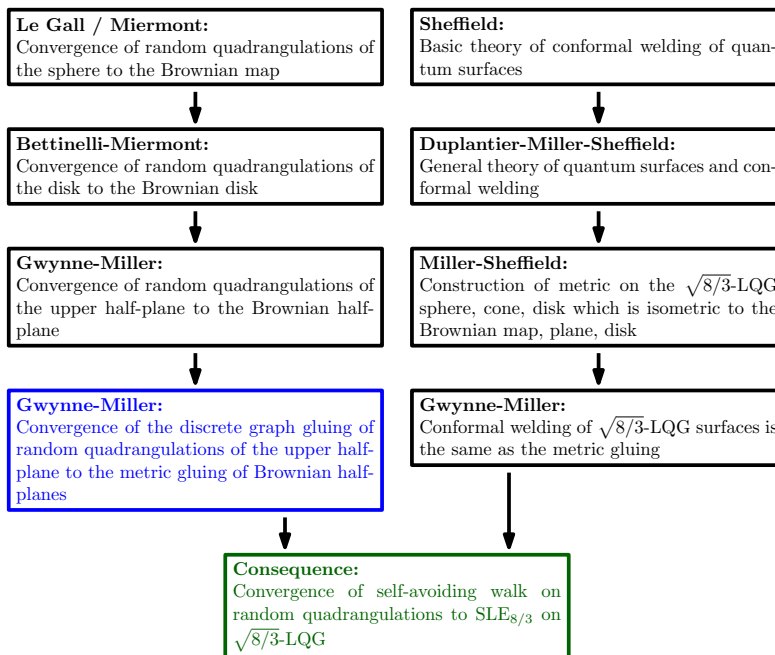 Le Gall / Miermont:
Convergence of random quadrangulations of
the sphere to the Brownian map
Bettinelli-Miermont:
Convergence of random quadrangulations of
the disk to the Brownian disk
Gwynne-Miller:
Convergence of random quadrangulations of
the upper half-plane to the Brownian half-
plane
Gwynne-Miller:
Convergence of the discrete graph gluing of
random quadrangulations of the upper half-
plane to the metric gluing of Brownian half-
planes
Sheffield:
Basic theory of conformal welding of quan-
tum surfaces
Duplantier-Miller-Sheffield:
General theory of quantum surfaces and con-
formal welding
Miller-Sheffield:
Construction of metric on the √8/3-LQG
sphere, cone, disk which is isometric to the
Brownian map, plane, disk
Gwynne-Miller:
Conformal welding of √8/3-LQG surfaces is
the same as the metric gluing
Consequence:
Convergence of self-avoiding walk on
random quadrangulations to SLE8/3 on
√8/3-LQG